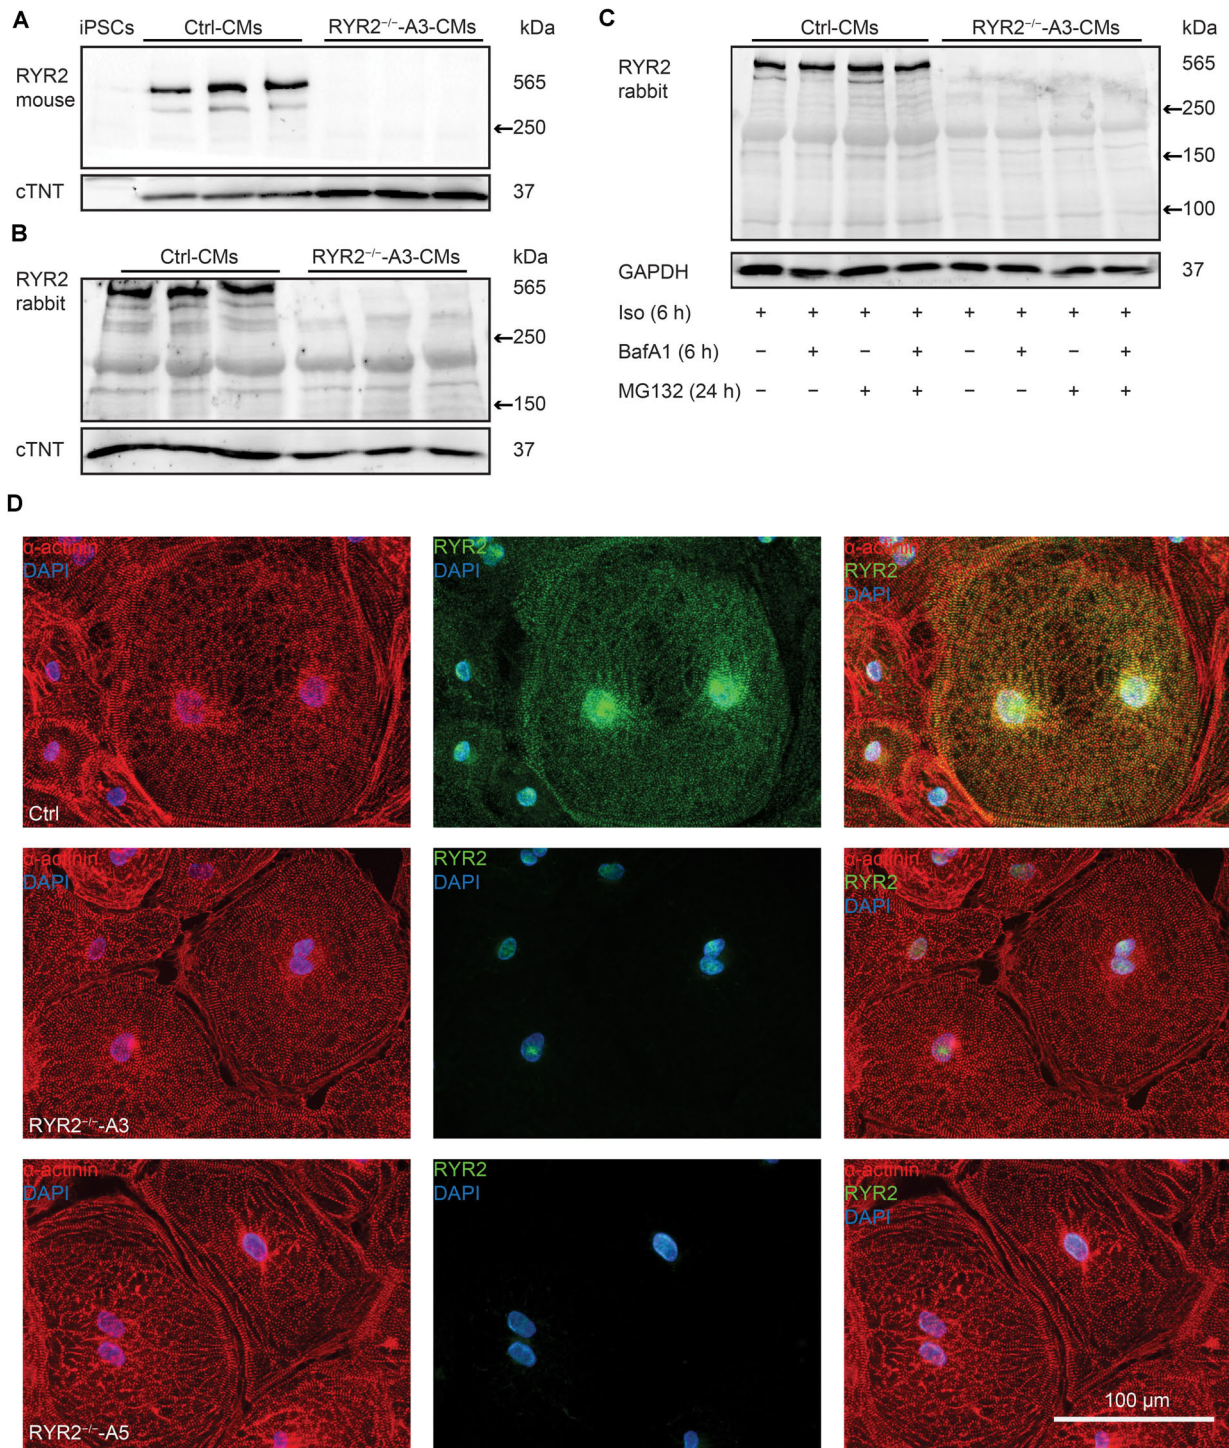 A
iPSCs Ctrl-CMs RYR2⁻/⁻-A3-CMs kDa
RYR2
mouse
565
←250
cTNT 37
B
Ctrl-CMs RYR2⁻/⁻-A3-CMs kDa
RYR2
rabbit
565
←250
←150
cTNT 37
C
Ctrl-CMs RYR2⁻/⁻-A3-CMs kDa
RYR2
rabbit
565
←250
←150
←100
GAPDH 37
Iso (6 h) + + + + + + + +
BafA1 (6 h) − + − + − + − +
MG132 (24 h) − − + + − − + +
D
α-actinin
DAPI
Ctrl
RYR2
DAPI
α-actinin
RYR2
DAPI
α-actinin
DAPI
RYR2⁻/⁻-A3
RYR2
DAPI
α-actinin
RYR2
DAPI
α-actinin
DAPI
RYR2⁻/⁻-A5
RYR2
DAPI
α-actinin
RYR2
DAPI
100 µm